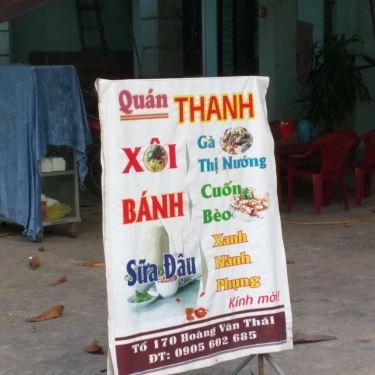 Quán THANH
XÔI Gà
Thị Nướng
BÁNH Cuốn
Bèo
Sữa Đậu Xanh
Nành
Phụng
Kính mời!
Tổ 170 Hoàng Văn Thái
ĐT: 0905 602 685